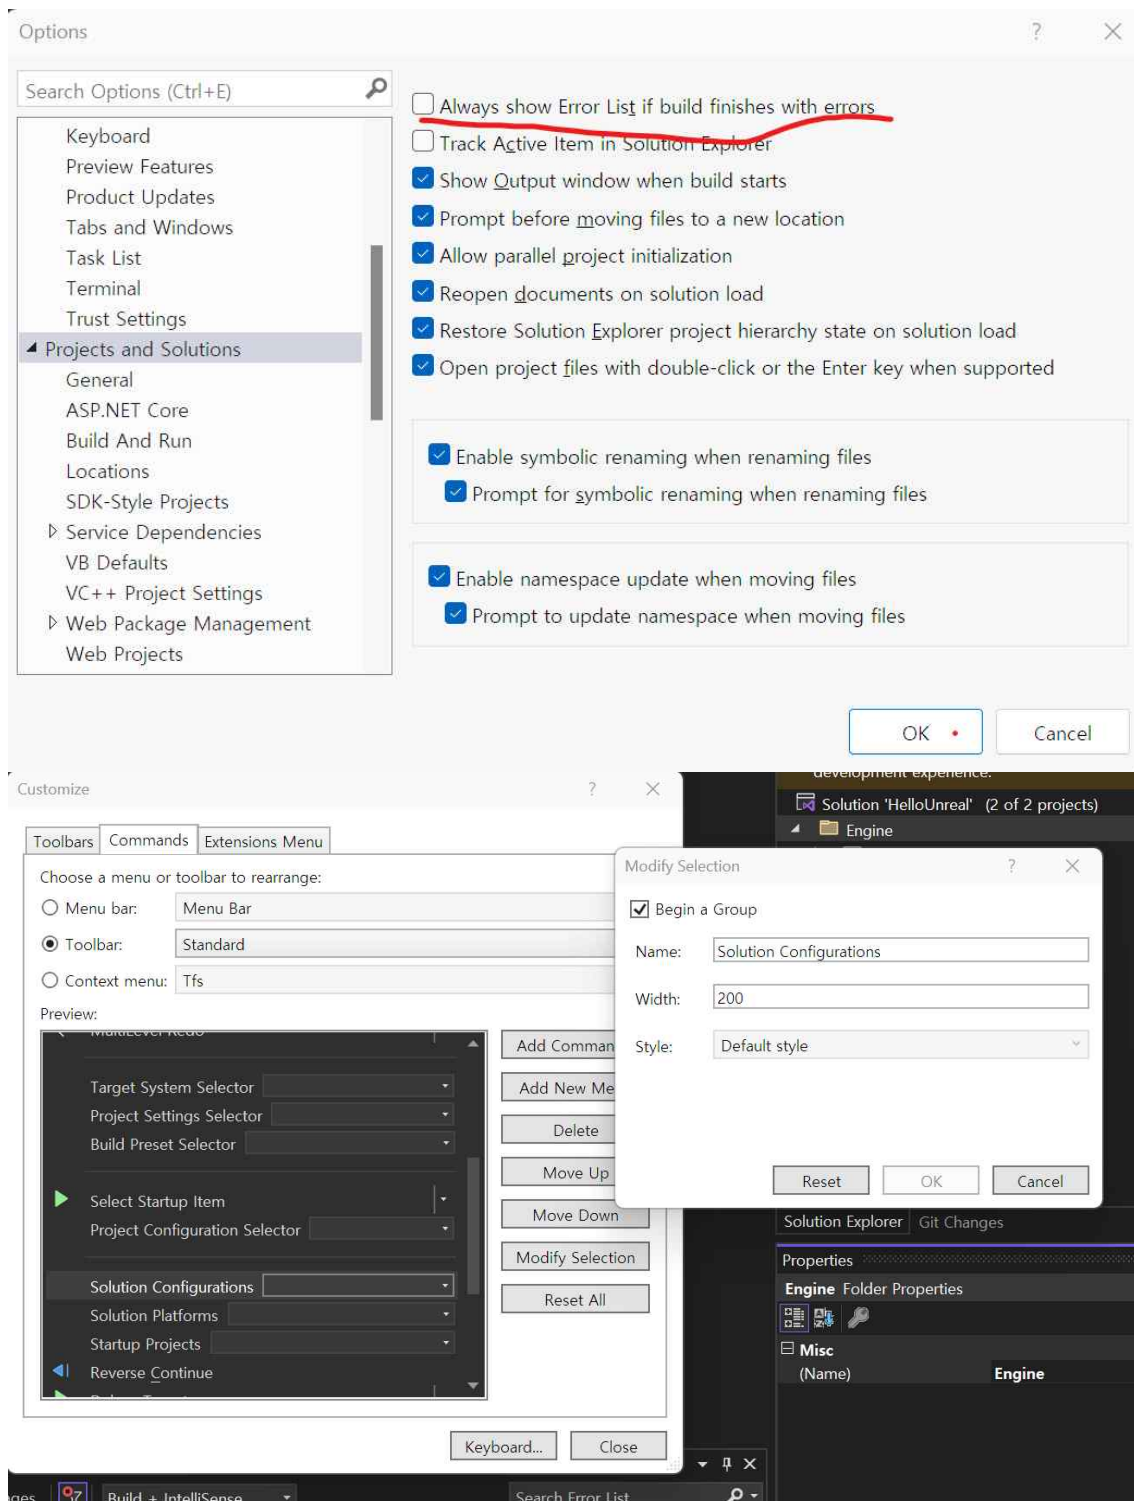 Options
?
Search Options (Ctrl+E)
Keyboard
Preview Features
Product Updates
Tabs and Windows
Task List
Terminal
Trust Settings
Projects and Solutions
General
ASP.NET Core
Build And Run
Locations
SDK-Style Projects
Service Dependencies
VB Defaults
VC++ Project Settings
Web Package Management
Web Projects
Always show Error List if build finishes with errors
Track Active Item in Solution Explorer
Show Output window when build starts
Prompt before moving files to a new location
Allow parallel project initialization
Reopen documents on solution load
Restore Solution Explorer project hierarchy state on solution load
Open project files with double-click or the Enter key when supported
Enable symbolic renaming when renaming files
Prompt for symbolic renaming when renaming files
Enable namespace update when moving files
Prompt to update namespace when moving files
OK
Cancel
Customize
?
Toolbars
Commands
Extensions Menu
Choose a menu or toolbar to rearrange:
Menu bar: Menu Bar
Toolbar: Standard
Context menu: Tfs
Preview:
MultiLevel Redo
Target System Selector
Project Settings Selector
Build Preset Selector
Select Startup Item
Project Configuration Selector
Solution Configurations
Solution Platforms
Startup Projects
Reverse Continue
Add Comman
Add New Me
Delete
Move Up
Move Down
Modify Selection
Reset All
Keyboard...
Close
development experience.
Solution 'HelloUnreal' (2 of 2 projects)
Engine
Modify Selection
?
Begin a Group
Name: Solution Configurations
Width: 200
Style: Default style
Reset
OK
Cancel
Solution Explorer
Git Changes
Properties
Engine Folder Properties
Misc
(Name) Engine
Build + IntelliSense
Search Error List